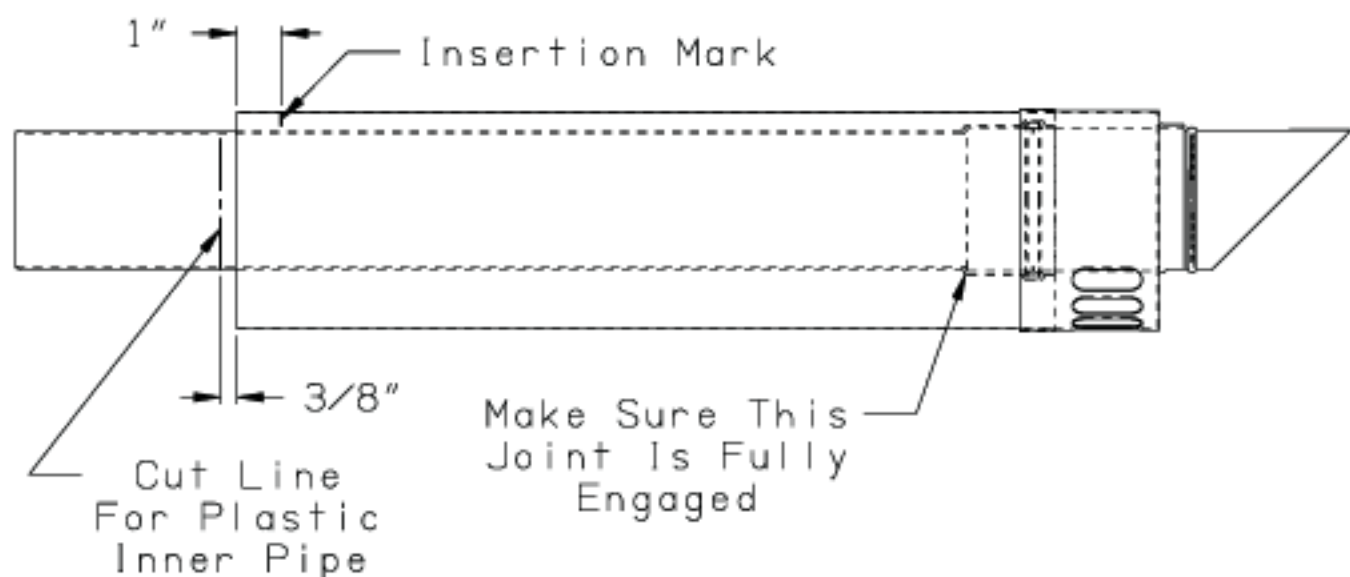 1"
Insertion Mark
3/8"
Make Sure This
Joint Is Fully
Engaged
Cut Line
For Plastic
Inner Pipe